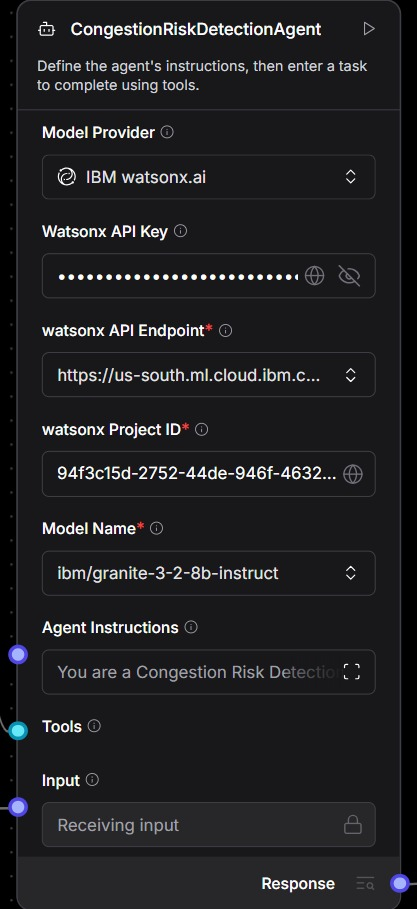 CongestionRiskDetectionAgent
Define the agent's instructions, then enter a task
to complete using tools.
Model Provider
IBM watsonx.ai
Watsonx API Key
••••••••••••••••••••••••••
watsonx API Endpoint*
https://us-south.ml.cloud.ibm.c...
watsonx Project ID*
94f3c15d-2752-44de-946f-4632...
Model Name*
ibm/granite-3-2-8b-instruct
Agent Instructions
You are a Congestion Risk Detectio
Tools
Input
Receiving input
Response